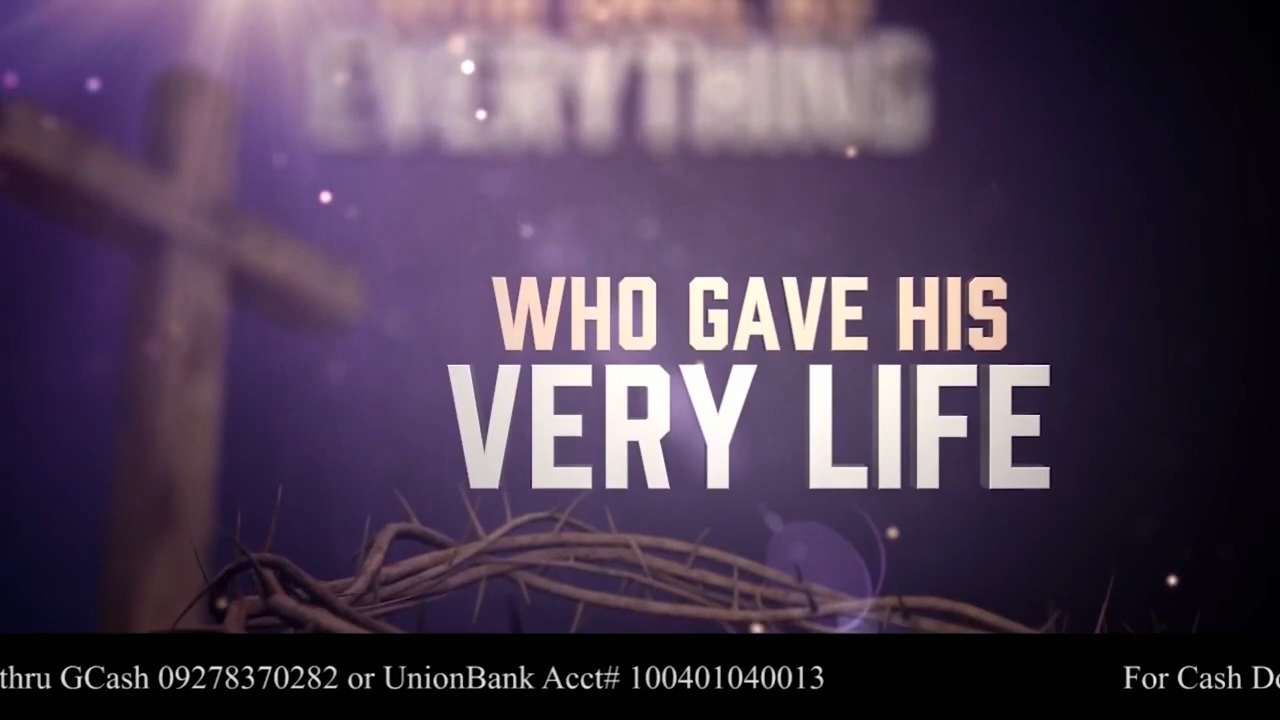 EVERYTHING
WHO GAVE HIS
VERY LIFE
thru GCash 09278370282 or UnionBank Acct# 100401040013 For Cash Do